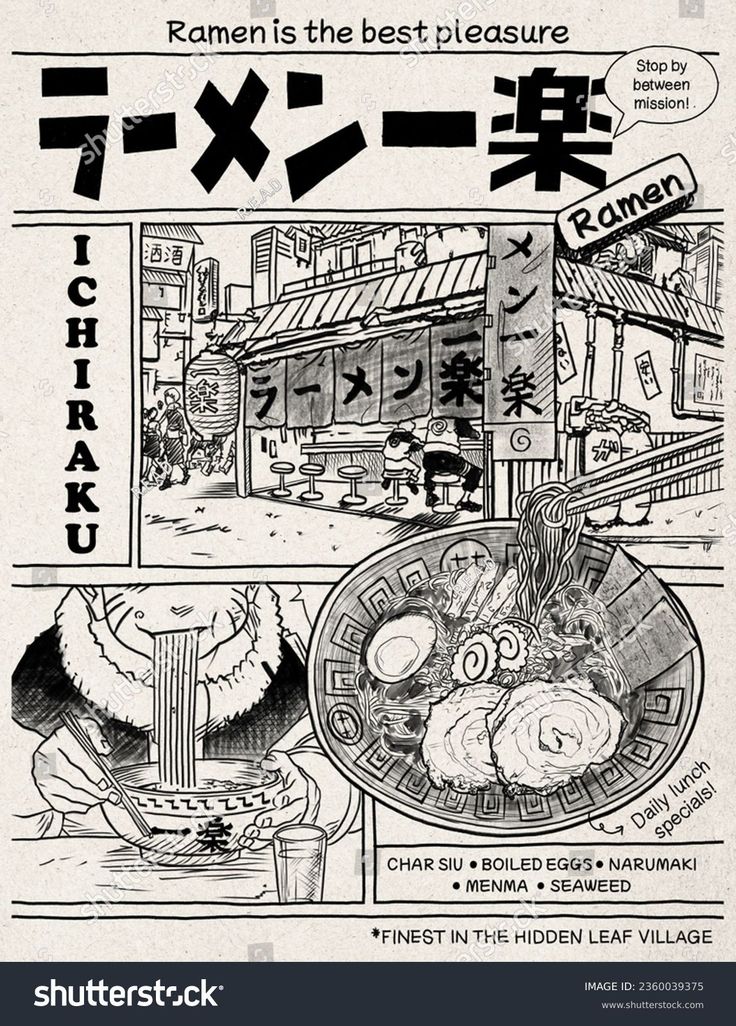 Ramen is the best pleasure
ラーメン一楽
Stop by
between
mission!
Ramen
ICHIRAKU
洒酒
メン一楽
一楽
ラーメン
一楽
ガ
一楽
Daily lunch
specials!
CHAR SIU • BOILED EGGS • NARUMAKI
• MENMA • SEAWEED
*FINEST IN THE HIDDEN LEAF VILLAGE
shutterstock
IMAGE ID: 2360039375
www.shutterstock.com